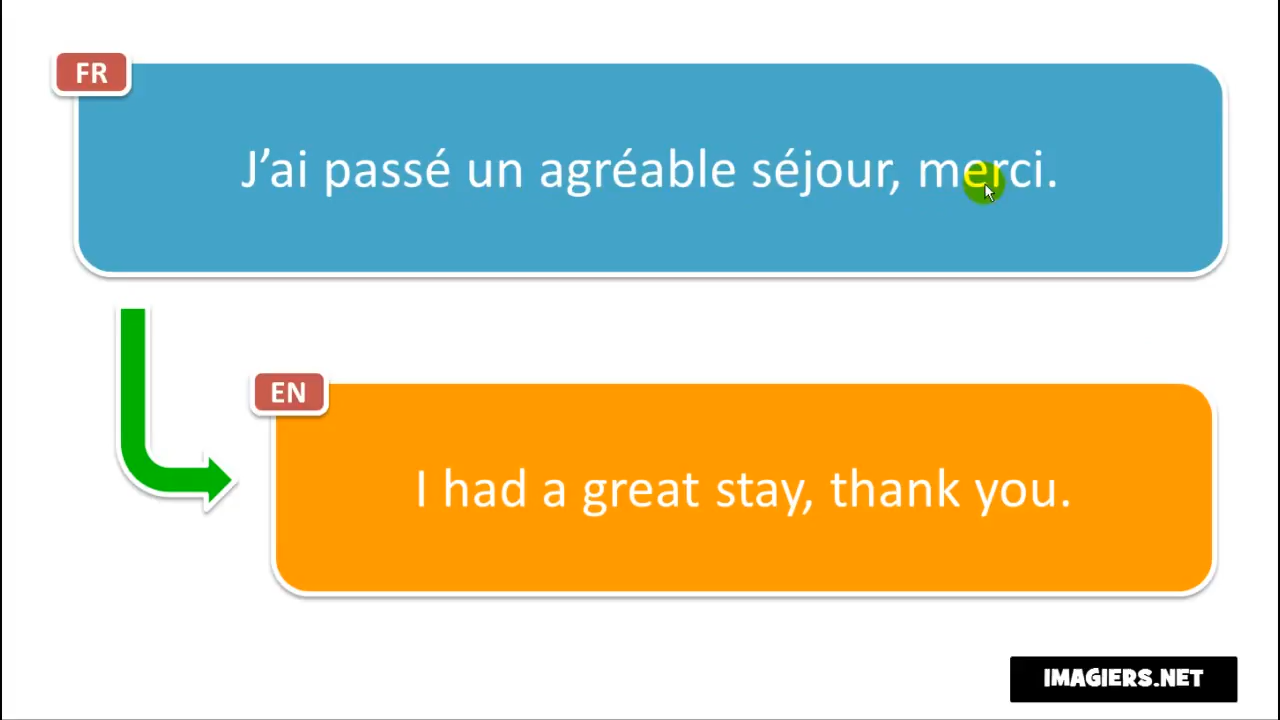 FR
J’ai passé un agréable séjour, merci.
EN
I had a great stay, thank you.
IMAGIERS.NET